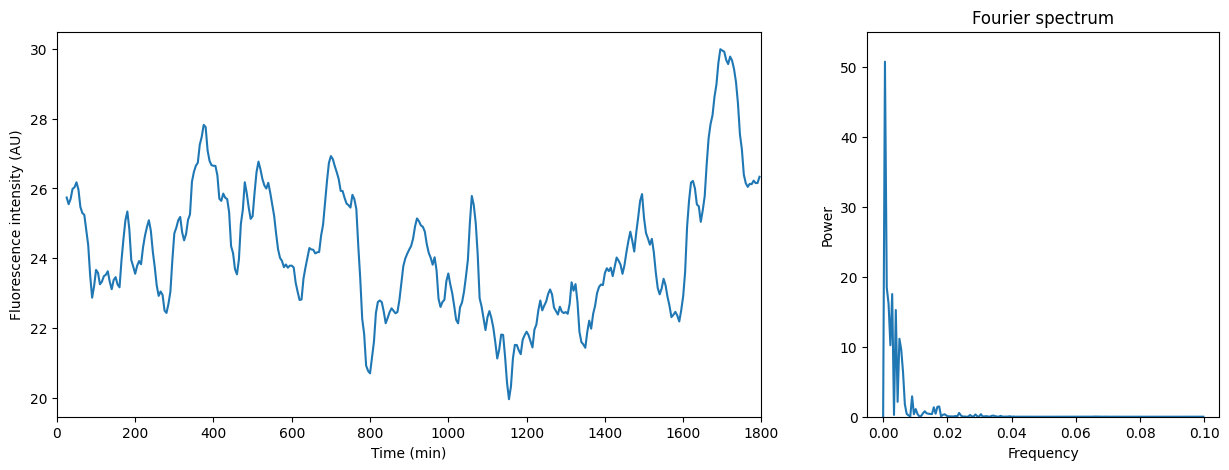 Fourier spectrum
Fluorescence intensity (AU)
30
28
26
24
22
20
0 200 400 600 800 1000 1200 1400 1600 1800
Time (min)
Power
50
40
30
20
10
0
0.00 0.02 0.04 0.06 0.08 0.10
Frequency